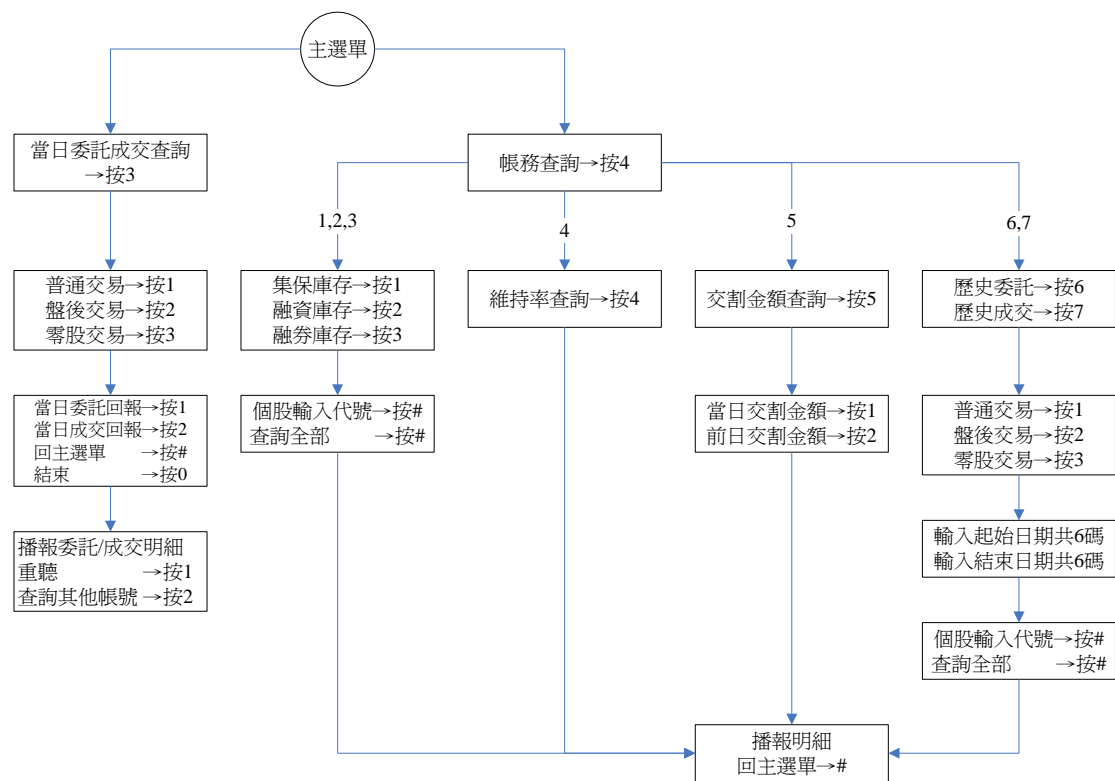 主選單
當日委託成交查詢
→按3
帳務查詢→按4
1,2,3
4
5
6,7
普通交易→按1
盤後交易→按2
零股交易→按3
集保庫存→按1
融資庫存→按2
融券庫存→按3
維持率查詢→按4
交割金額查詢→按5
歷史委託→按6
歷史成交→按7
當日委託回報→按1
當日成交回報→按2
回主選單 →按#
結束 →按0
個股輸入代號→按#
查詢全部 →按#
當日交割金額→按1
前日交割金額→按2
普通交易→按1
盤後交易→按2
零股交易→按3
播報委託/成交明細
重聽 →按1
查詢其他帳號→按2
輸入起始日期共6碼
輸入結束日期共6碼
個股輸入代號→按#
查詢全部 →按#
播報明細
回主選單→#